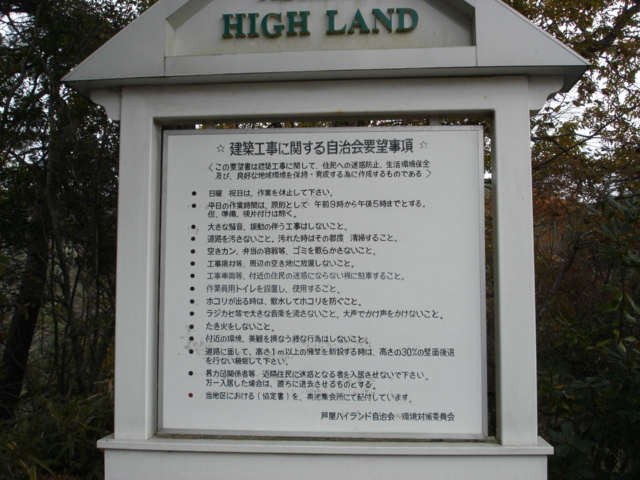 HIGH LAND
☆ 建築工事に関する自治会要望事項 ☆
〈この要望書は建築工事に関して、住民への迷惑防止、生活環境保全
及び、良好な地域環境を保持・育成する為に作成するものである〉
● 日曜 祝日は、作業を休止して下さい。
● 平日の作業時間は、原則として 午前9時から午後5時までとする。
但、準備、後片付けは除く。
● 大きな騒音、振動の伴う工事はしないこと。
● 道路を汚さないこと、汚れた時はその都度 清掃すること。
● 空きカン、弁当の容器等、ゴミを散らかさないこと。
● 工事廃材等、周辺の空き地に放置しないこと。
● 工事車両等、付近の住民の迷惑にならない様に駐車すること。
● 作業員用トイレを設置し、使用すること。
● ホコリが出る時は、散水してホコリを防ぐこと。
● ラジカセ等で大きな音楽を流さないこと、大声でかけ声をかけないこと。
● たき火をしないこと。
● 付近の環境、美観を損なう様な行為はしないこと。
● 道路に面して、高さ1m以上の擁壁を新設する時は、高さの30%の壁面後退
を行ない植栽して下さい。
● 暴力団関係者等、近隣住民に迷惑となる者を入居させないで下さい。
万一入居した場合は、直ちに退去させるものとする。
● 当地区における〔協定書〕を、奥池集会所にて配付しています。
芦屋ハイランド自治会 環境対策委員会